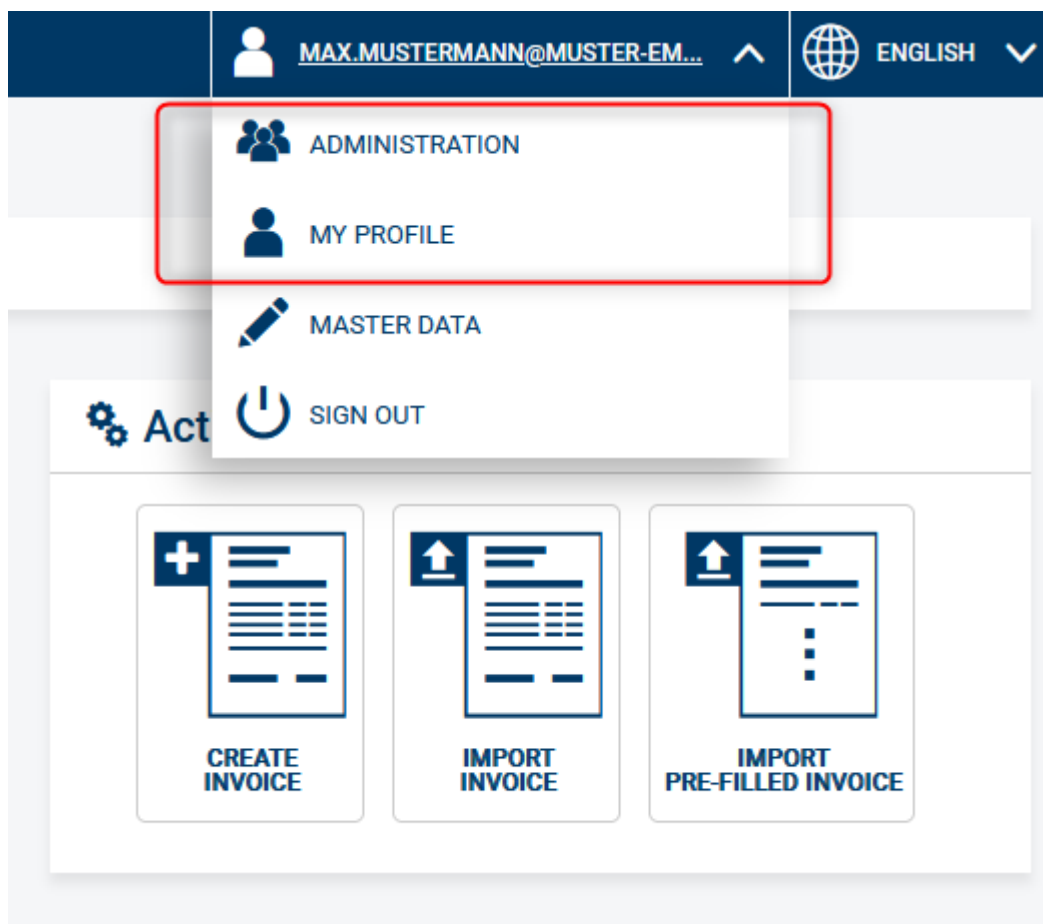 MAX.MUSTERMANN@MUSTER-EM...
ENGLISH
ADMINISTRATION
MY PROFILE
MASTER DATA
SIGN OUT
Act
CREATE
INVOICE
IMPORT
INVOICE
IMPORT
PRE-FILLED INVOICE